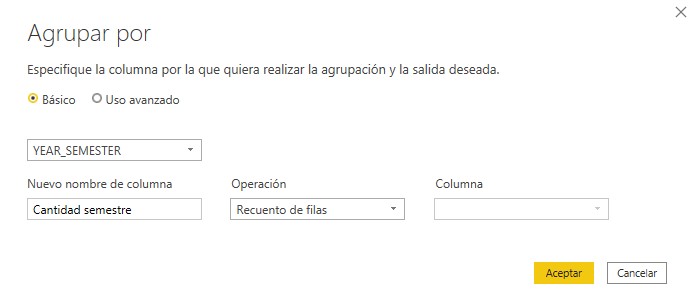 Agrupar por
Especifique la columna por la que quiera realizar la agrupación y la salida deseada.
Básico Uso avanzado
YEAR_SEMESTER
Nuevo nombre de columna Operación Columna
Cantidad semestre Recuento de filas
Aceptar Cancelar